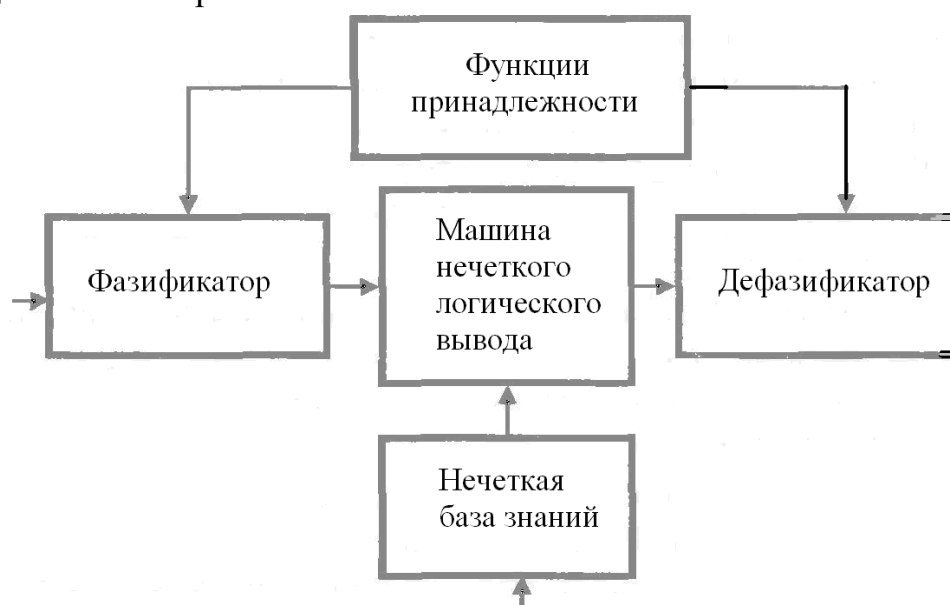 Функции
принадлежности
Фазификатор
Машина
нечеткого
логического
вывода
Дефазификатор
Нечеткая
база знаний